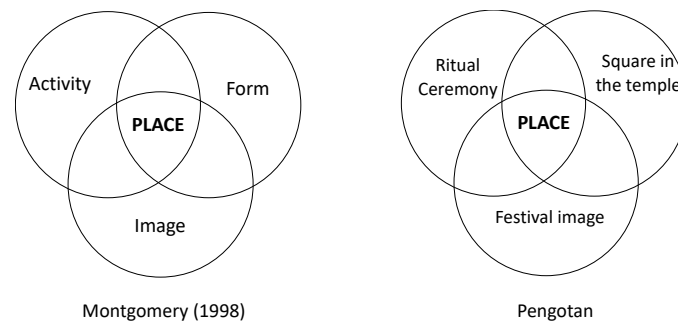 Activity
Form
PLACE
Image
Montgomery (1998)
Ritual
Ceremony
Square in
the temple
PLACE
Festival image
Pengotan